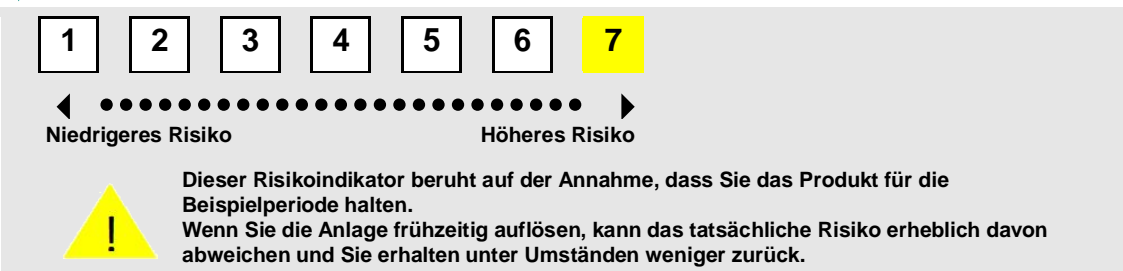 1 2 3 4 5 6 7
Niedrigeres Risiko Höheres Risiko
Dieser Risikoindikator beruht auf der Annahme, dass Sie das Produkt für die
Beispielperiode halten.
Wenn Sie die Anlage frühzeitig auflösen, kann das tatsächliche Risiko erheblich davon
abweichen und Sie erhalten unter Umständen weniger zurück.
!